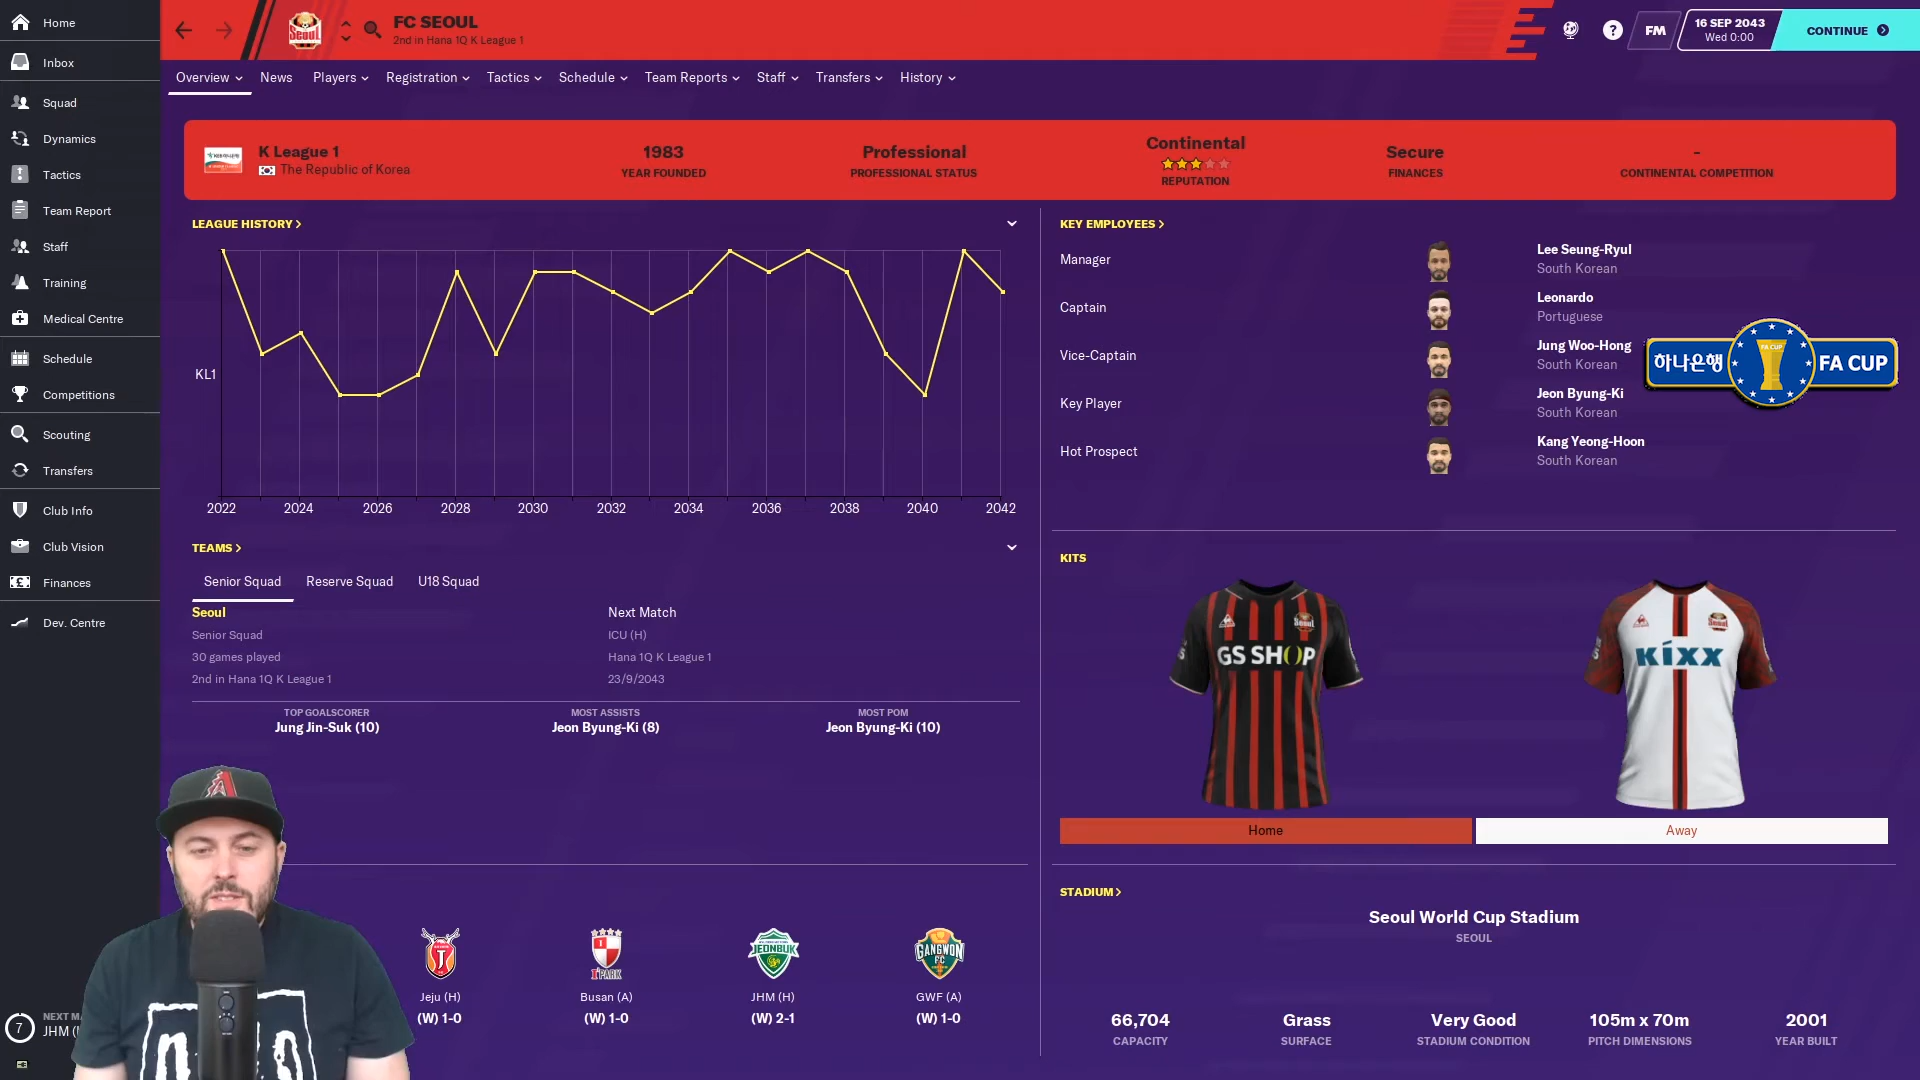 Home
Inbox
Squad
Dynamics
Tactics
Team Report
Staff
Training
Medical Centre
Schedule
Competitions
Scouting
Transfers
Club Info
Club Vision
Finances
Dev. Centre
7
JHM
FC SEOUL
2nd in Hana 1Q K League 1
?
FM
16 SEP 2043
Wed 0:00
CONTINUE
Overview
News
Players
Registration
Tactics
Schedule
Team Reports
Staff
Transfers
History
K League 1
The Republic of Korea
1983
YEAR FOUNDED
Professional
PROFESSIONAL STATUS
Continental
REPUTATION
Secure
FINANCES
-
CONTINENTAL COMPETITION
LEAGUE HISTORY
KL1
2022
2024
2026
2028
2030
2032
2034
2036
2038
2040
2042
TEAMS
Senior Squad
Reserve Squad
U18 Squad
Seoul
Senior Squad
30 games played
2nd in Hana 1Q K League 1
Next Match
ICU (H)
Hana 1Q K League 1
23/9/2043
TOP GOALSCORER
Jung Jin-Suk (10)
MOST ASSISTS
Jeon Byung-Ki (8)
MOST POM
Jeon Byung-Ki (10)
Jeju (H)
(W) 1-0
I'PARK
Busan (A)
(W) 1-0
JEONBUK
JHM (H)
(W) 2-1
GANGWON
FC
GWF (A)
(W) 1-0
KEY EMPLOYEES
Manager
Lee Seung-Ryul
South Korean
Captain
Leonardo
Portuguese
Vice-Captain
Jung Woo-Hong
South Korean
Key Player
Jeon Byung-Ki
South Korean
Hot Prospect
Kang Yeong-Hoon
South Korean
하나은행
FA CUP
FA CUP
KITS
Seoul
GS SHOP
Seoul
KIXX
Home
Away
STADIUM
Seoul World Cup Stadium
SEOUL
66,704
CAPACITY
Grass
SURFACE
Very Good
STADIUM CONDITION
105m x 70m
PITCH DIMENSIONS
2001
YEAR BUILT